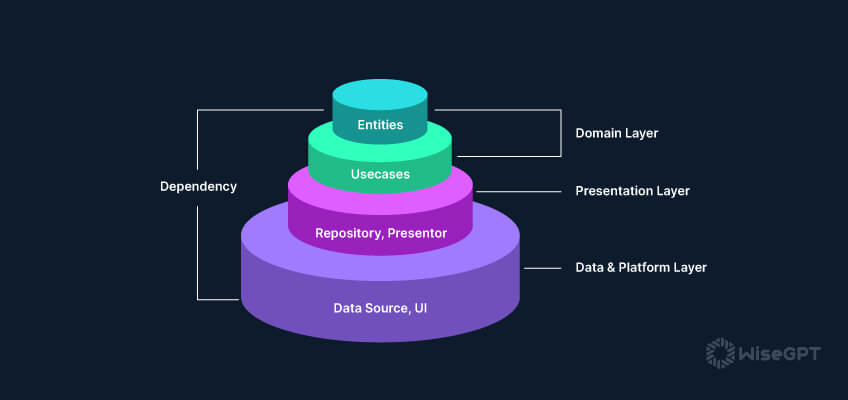 Entities
Domain Layer
Usecases
Dependency
Presentation Layer
Repository, Presentor
Data & Platform Layer
Data Source, UI
WiseGPT